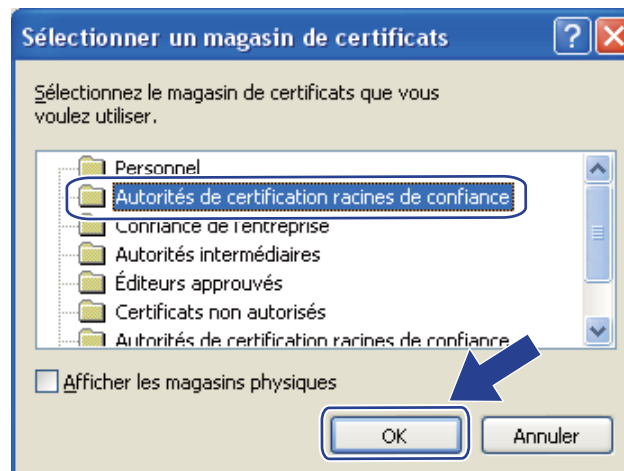 Sélectionner un magasin de certificats
Sélectionnez le magasin de certificats que vous
voulez utiliser.
Personnel
Autorités de certification racines de confiance
Confiance de l'entreprise
Autorités intermédiaires
Éditeurs approuvés
Certificats non autorisés
Autorités de certification racines de confiance
Afficher les magasins physiques
OK
Annuler